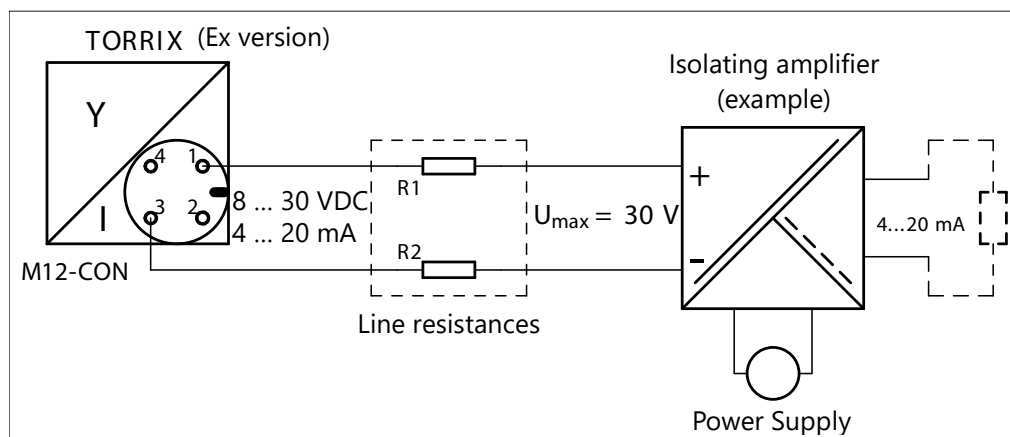 TORRIX (Ex version)
Isolating amplifier
(example)
Y
4 1
R1
+
3 2
8 ... 30 VDC
I
4 ... 20 mA
Umax = 30 V
4...20 mA
R2
-
M12-CON
Line resistances
Power Supply